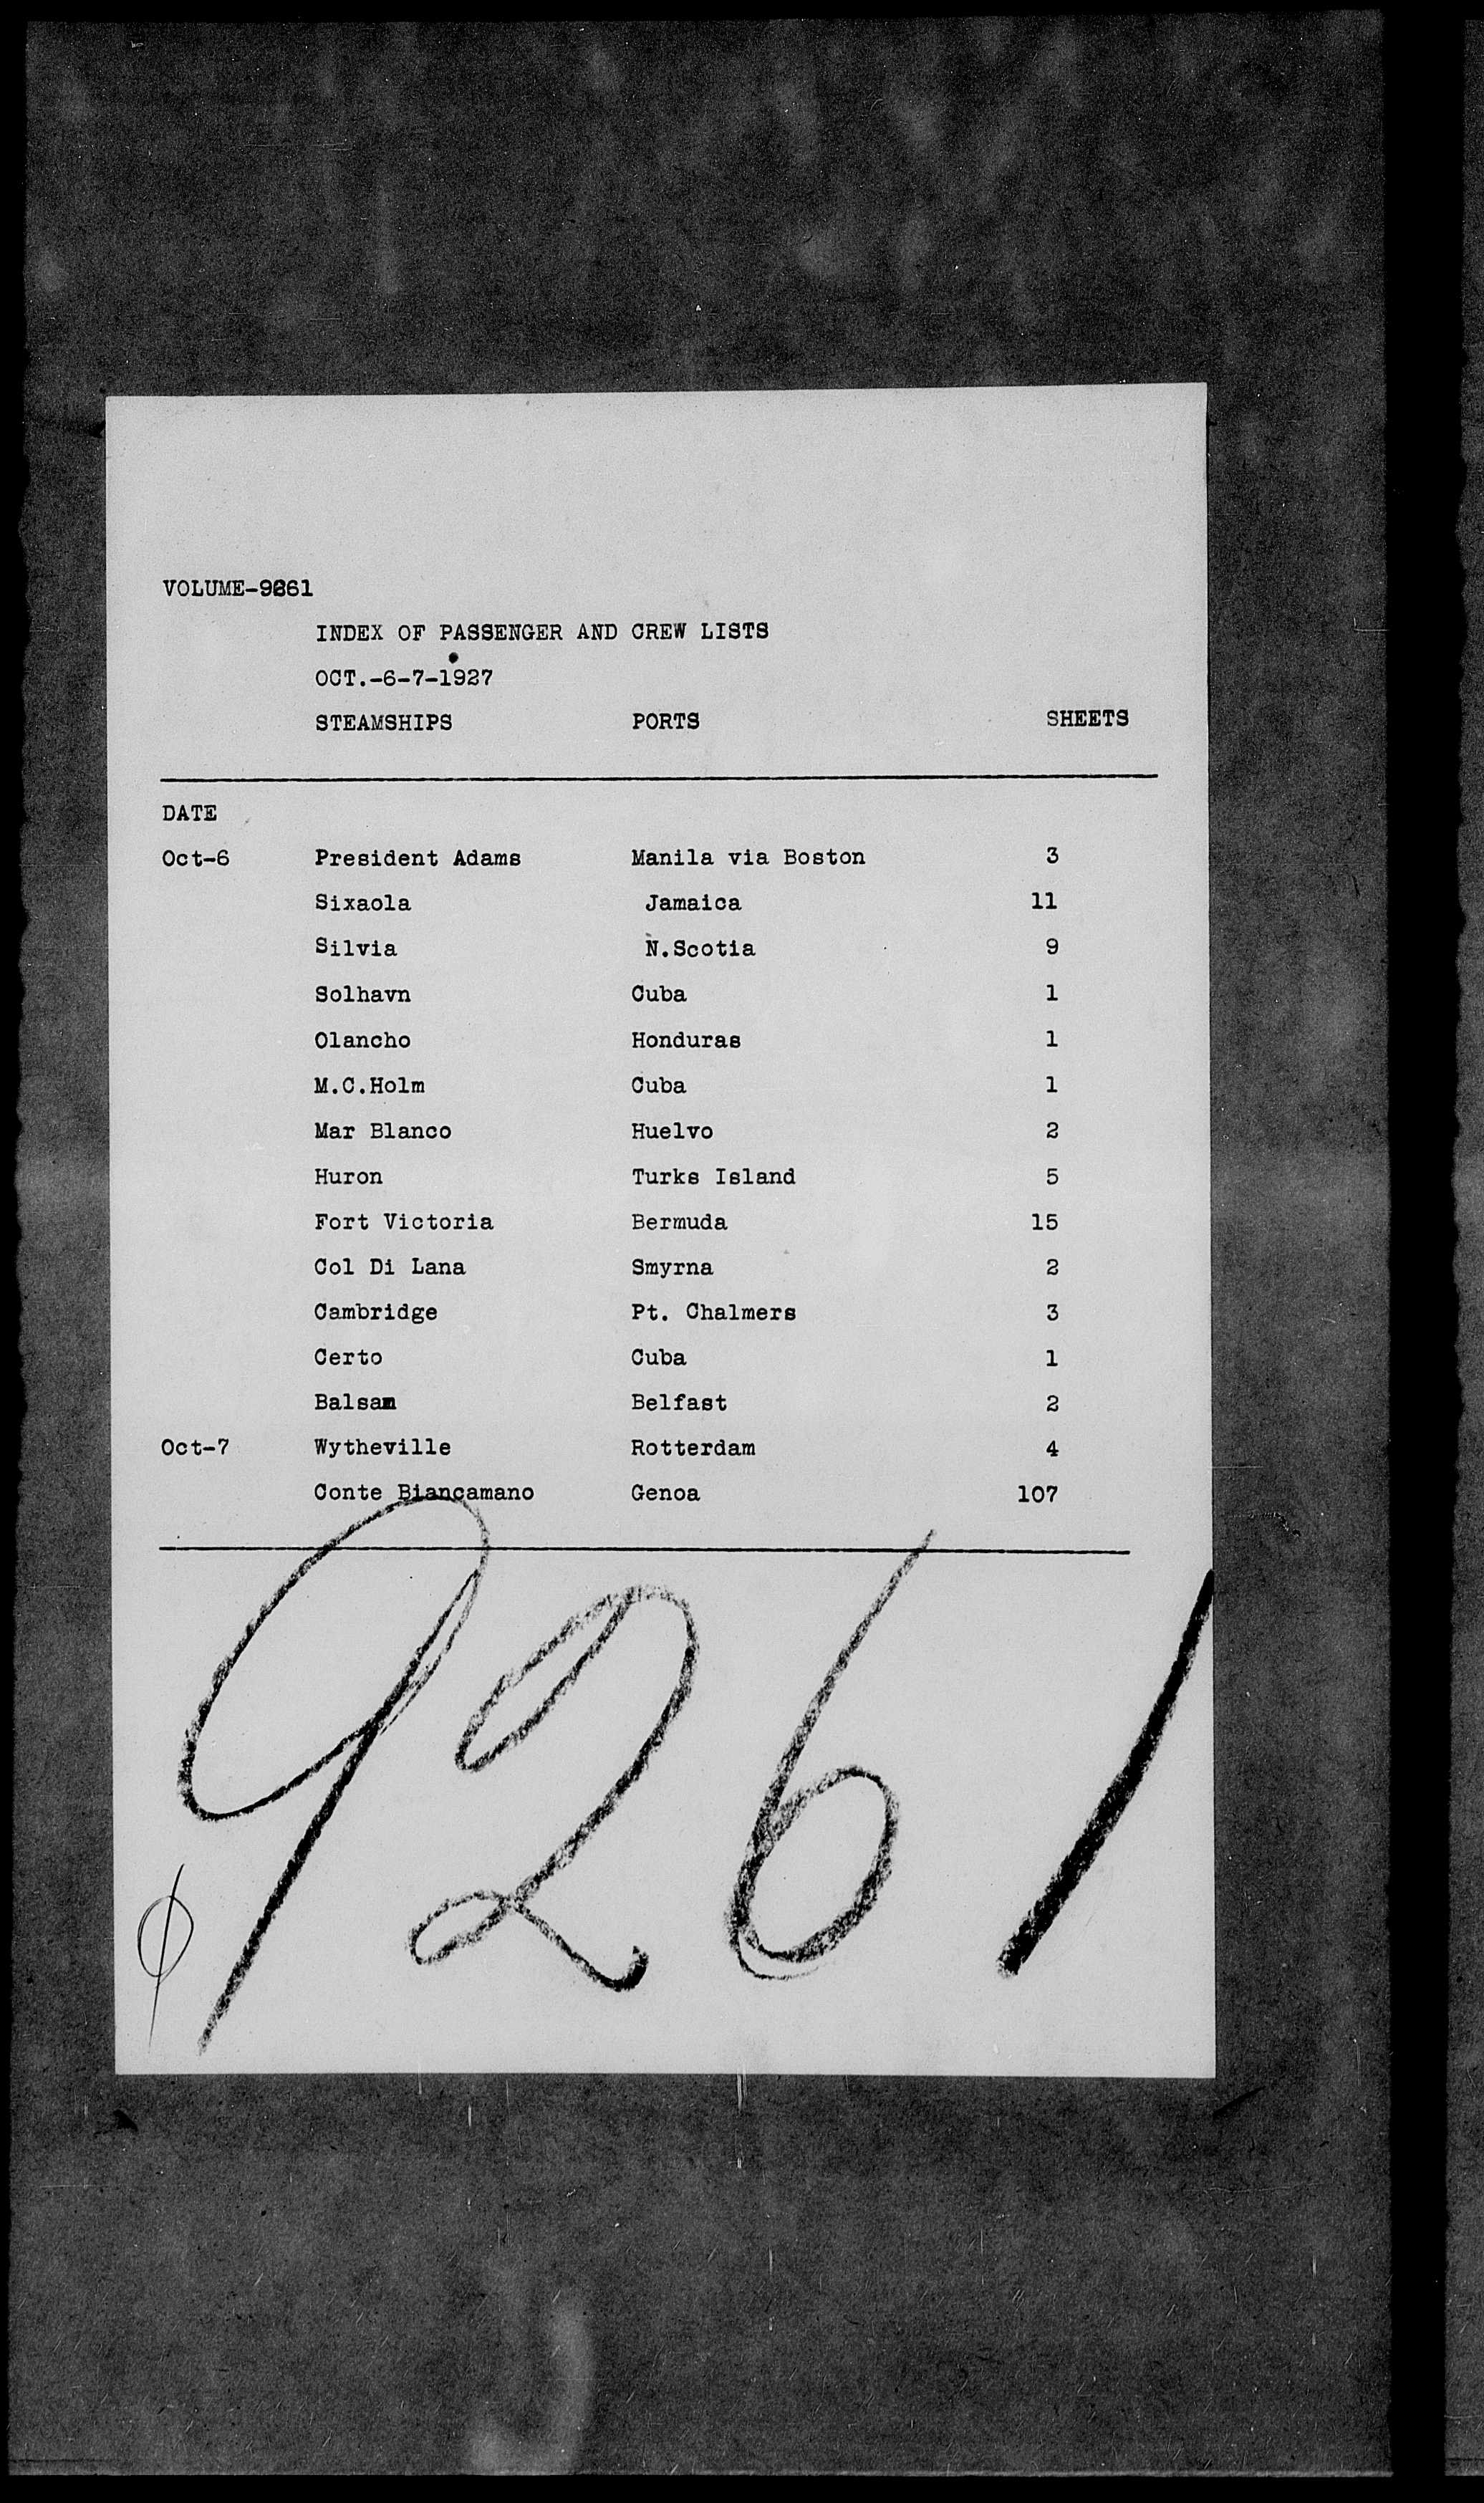 VOLUME-9261
INDEX OF PASSENGER AND CREW LISTS
OCT.-6-7-1927
STEAMSHIPS PORTS SHEETS
DATE
Oct-6 President Adams Manila via Boston 3
Sixaola Jamaica 11
Silvia N.Scotia 9
Solhavn Cuba 1
Olancho Honduras 1
M.C.Holm Cuba 1
Mar Blanco Huelvo 2
Huron Turks Island 5
Fort Victoria Bermuda 15
Col Di Lana Smyrna 2
Cambridge Pt. Chalmers 3
Certo Cuba 1
Balsam Belfast 2
Oct-7 Wytheville Rotterdam 4
Conte Biancamano Genoa 107
9261